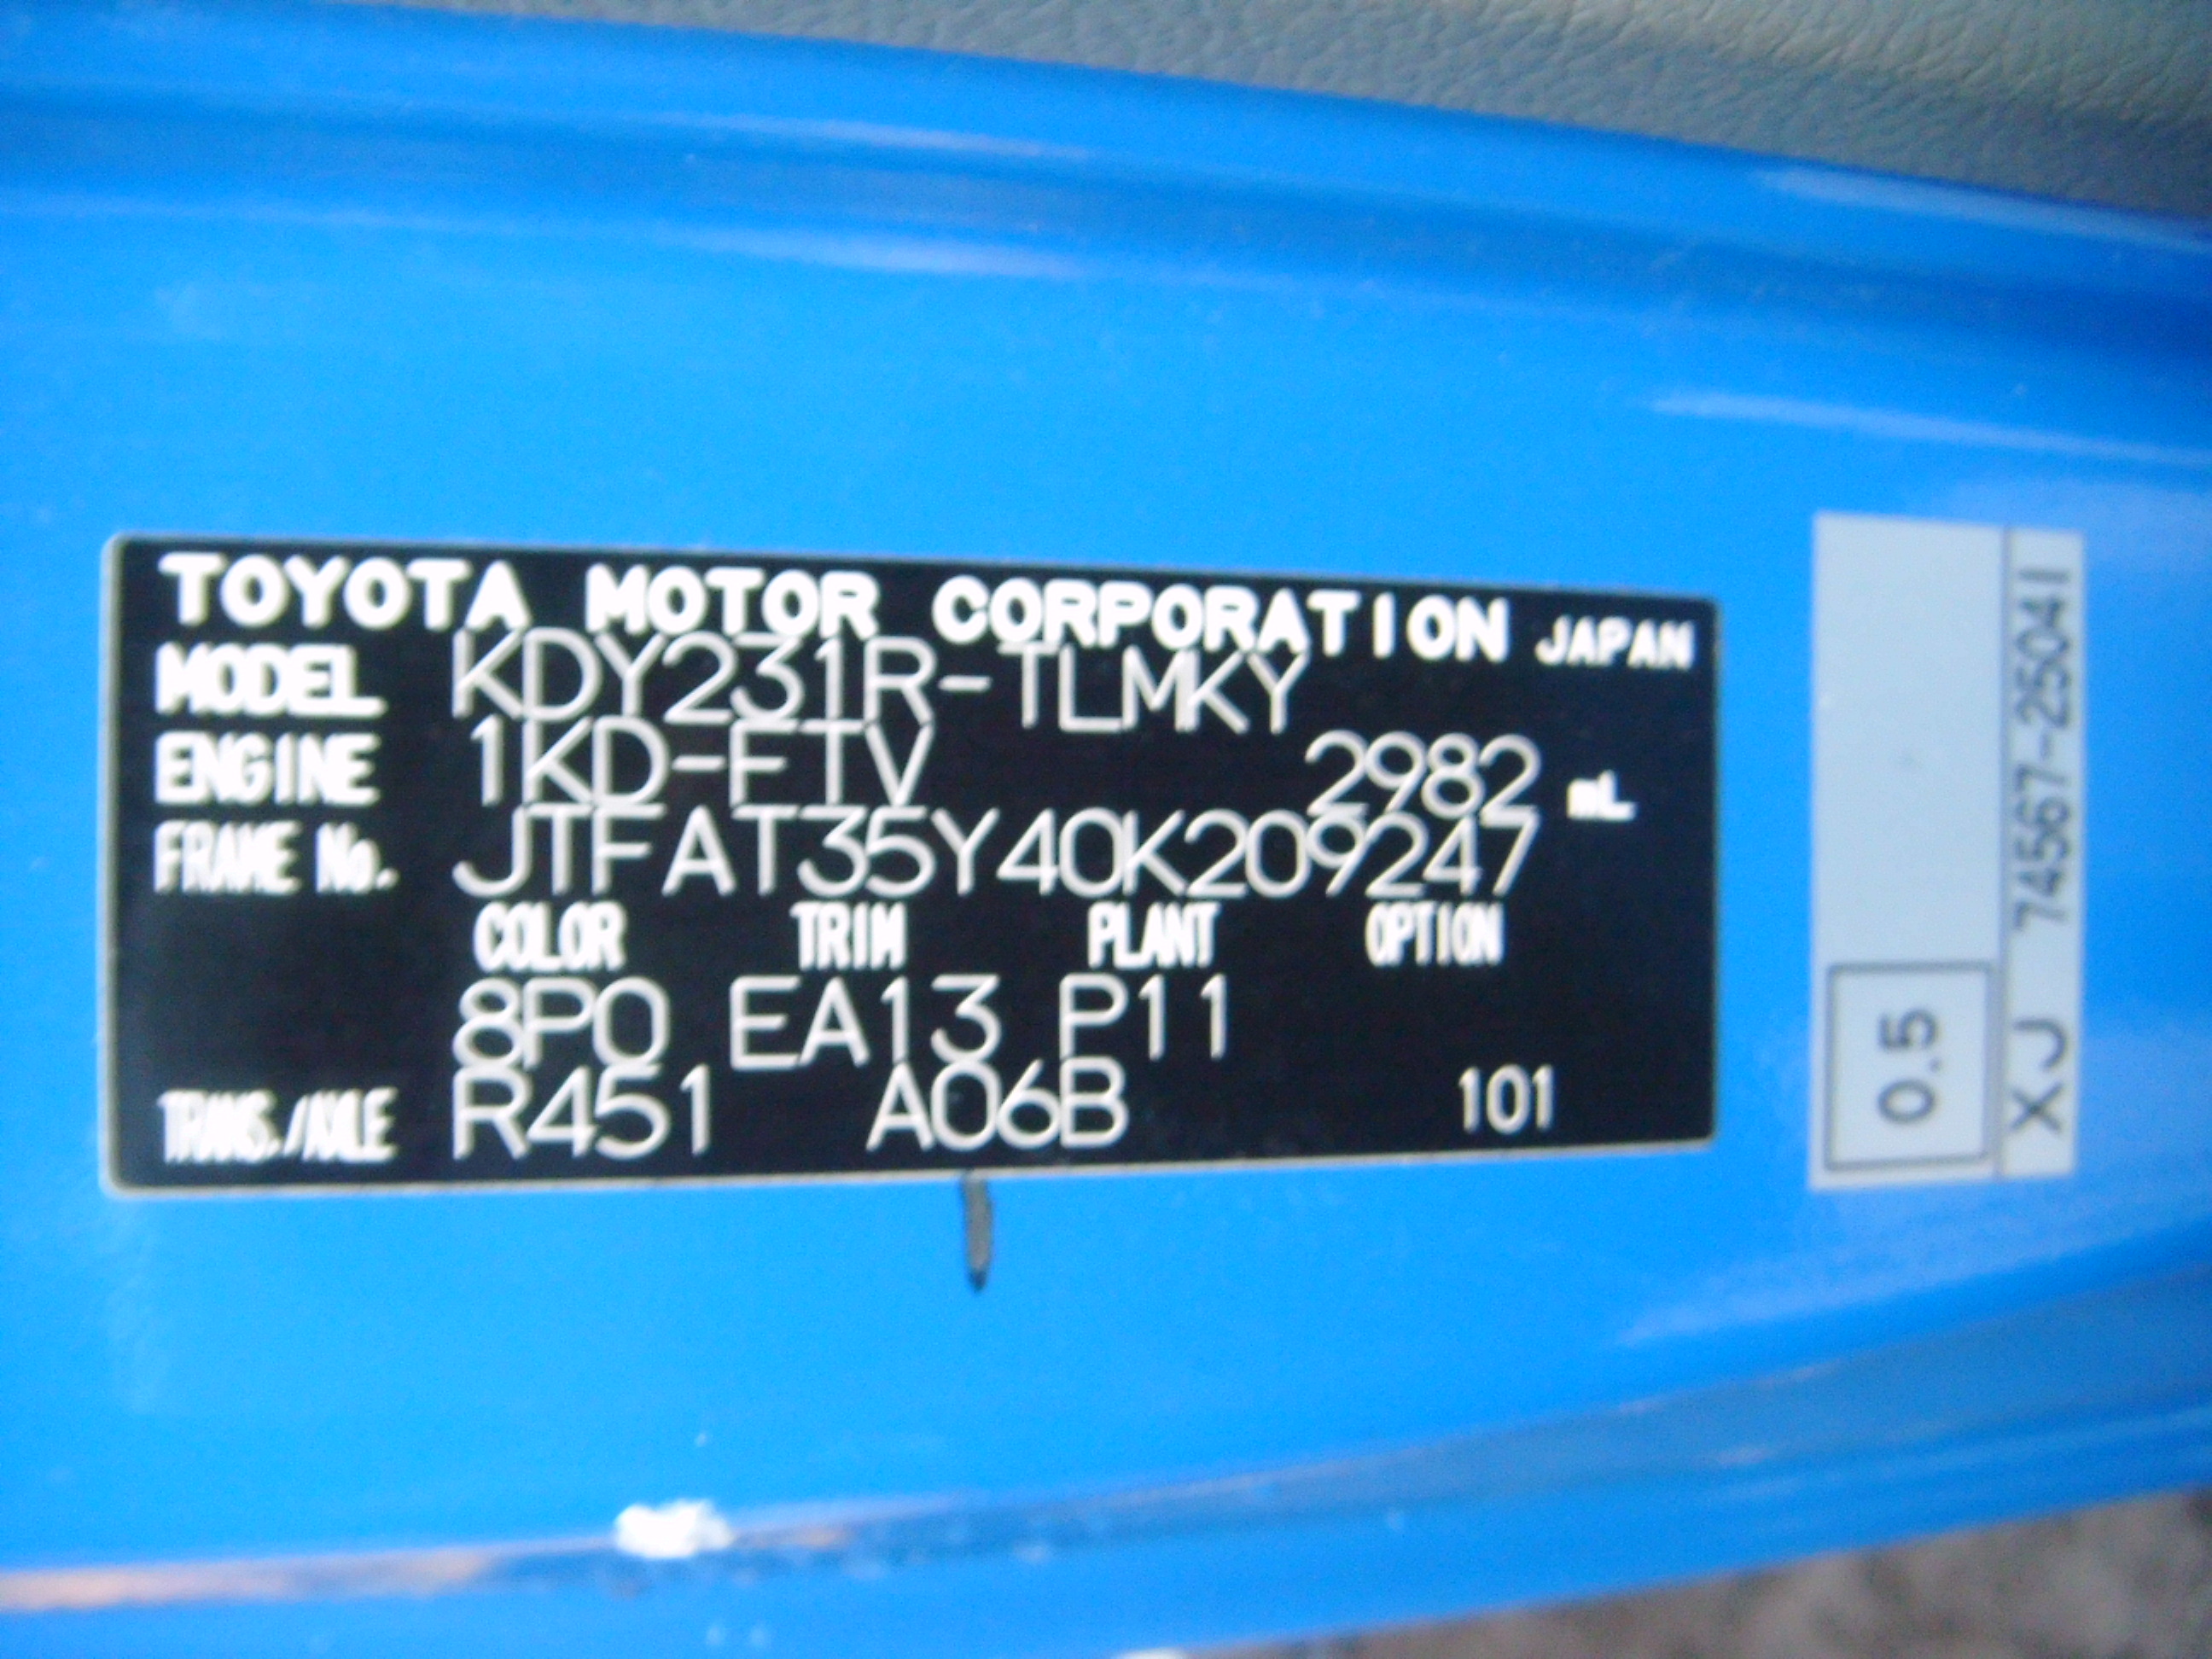 TOYOTA MOTOR CORPORATION JAPAN
MODEL KDY231R-TLMKY
ENGINE 1KD-FTV 2982 mL
FRAME No. JTFAT35Y40K209247
COLOR TRIM PLANT OPTION
8P0 EA13 P11
TRANS./AXLE R451 A06B 101
0.5
XJ 74567-25041